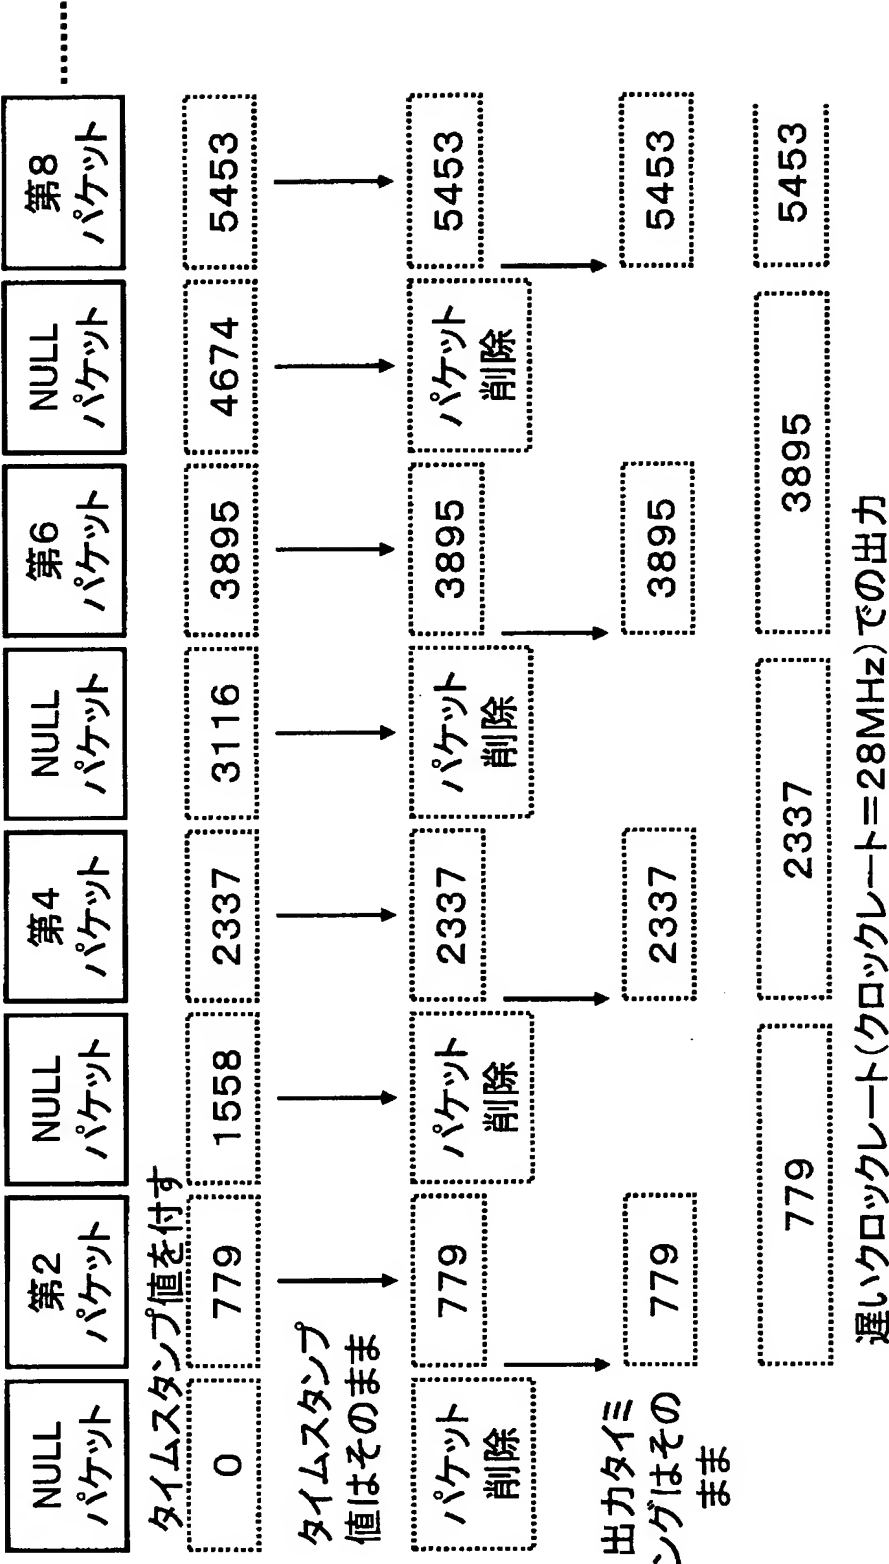 NULL
パケット
第2
パケット
NULL
パケット
第4
パケット
NULL
パケット
第6
パケット
NULL
パケット
第8
パケット
タイムスタンプ値を付す
0
779
1558
2337
3116
3895
4674
5453
タイムスタンプ
値はそのまま
パケット
削除
779
パケット
削除
2337
パケット
削除
3895
パケット
削除
5453
出力タイミ
ングはその
まま
779
2337
3895
5453
779
2337
3895
5453
遅いクロックレート(クロックレート=28MHz)での出力